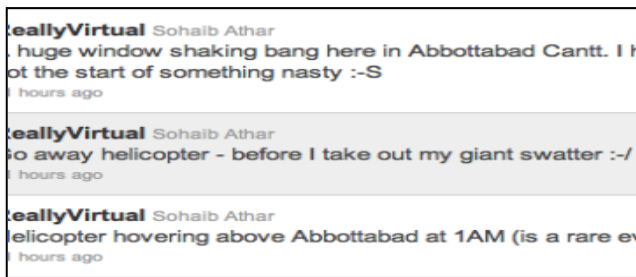 eallyVirtual Sohaib Athar
huge window shaking bang here in Abbottabad Cantt. I
ot the start of something nasty :-S
hours ago
eallyVirtual Sohaib Athar
o away helicopter - before I take out my giant swatter :-/
hours ago
eallyVirtual Sohaib Athar
elicopter hovering above Abbottabad at 1AM (is a rare ev
hours ago